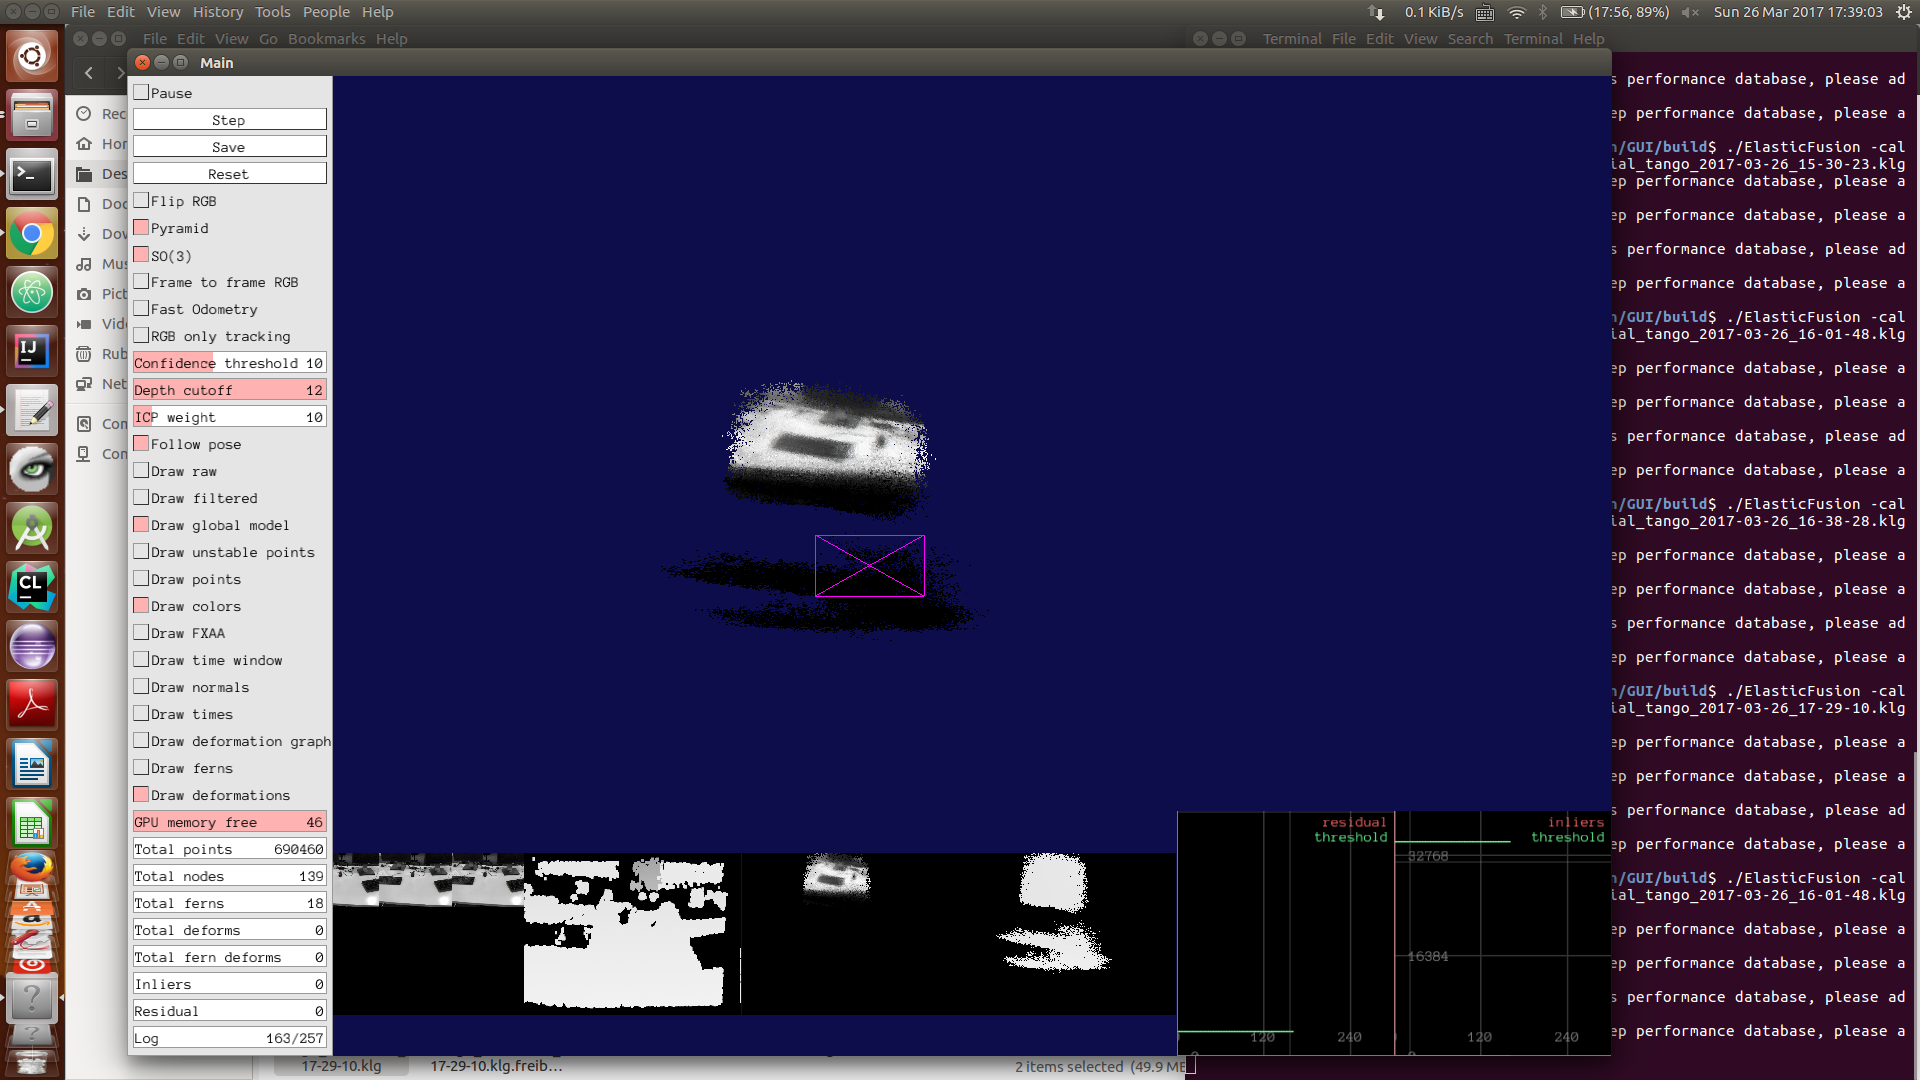 File Edit View History Tools People Help
0.1 KiB/s
(17:56, 89%)
Sun 26 Mar 2017 17:39:03
File Edit View Go Bookmarks Help
Terminal File Edit View Search Terminal Help
Main
Pause
Step
Save
Reset
Flip RGB
Pyramid
SO(3)
Frame to frame RGB
Fast Odometry
RGB only tracking
Confidence threshold 10
Depth cutoff 12
ICP weight 10
Follow pose
Draw raw
Draw filtered
Draw global model
Draw unstable points
Draw points
Draw colors
Draw FXAA
Draw time window
Draw normals
Draw times
Draw deformation graph
Draw ferns
Draw deformations
GPU memory free 46
Total points 690460
Total nodes 139
Total ferns 18
Total deforms 0
Total fern deforms 0
Inliers 0
Residual 0
Log 163/257
Rec
Hom
Des
Doc
Dow
Mus
Pict
Vide
Rub
Net
Con
Con
IJ
CL
residual
threshold
120 240
inliers
threshold
32768
16384
120 240
s performance database, please ad
ep performance database, please a
n/GUI/build$ ./ElasticFusion -cal
ial_tango_2017-03-26_15-30-23.klg
ep performance database, please a
ep performance database, please a
s performance database, please ad
ep performance database, please a
n/GUI/build$ ./ElasticFusion -cal
ial_tango_2017-03-26_16-01-48.klg
ep performance database, please a
ep performance database, please a
s performance database, please ad
ep performance database, please a
n/GUI/build$ ./ElasticFusion -cal
ial_tango_2017-03-26_16-38-28.klg
ep performance database, please a
ep performance database, please a
s performance database, please ad
ep performance database, please a
n/GUI/build$ ./ElasticFusion -cal
ial_tango_2017-03-26_17-29-10.klg
ep performance database, please a
ep performance database, please a
s performance database, please ad
ep performance database, please a
n/GUI/build$ ./ElasticFusion -cal
ial_tango_2017-03-26_16-01-48.klg
ep performance database, please a
ep performance database, please a
s performance database, please ad
ep performance database, please a
17-29-10.klg
17-29-10.klg.freib...
2 items selected (49.9 MB